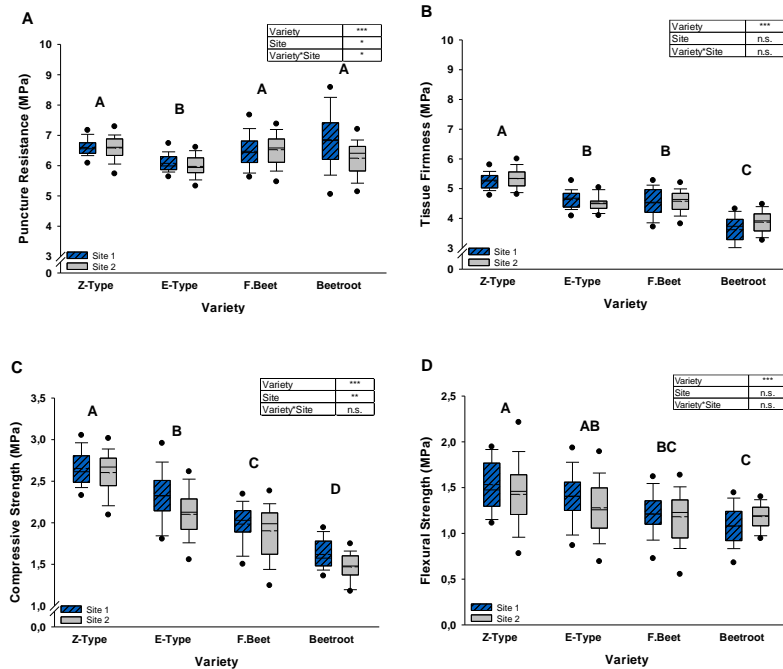 A
Variety ***
Site *
Variety*Site *
Puncture Resistance (MPa)
10
9
8
7
6
5
4
3
0
A
B
A
A
Site 1
Site 2
Z-Type E-Type F.Beet Beetroot
Variety
B
Variety ***
Site n.s.
Variety*Site n.s.
Tissue Firmness (MPa)
10
9
8
7
6
5
4
3
0
A
B
B
C
Site 1
Site 2
Z-Type E-Type F.Beet Beetroot
Variety
C
Variety ***
Site **
Variety*Site n.s.
Compressive Strength (MPa)
3,5
3,0
2,5
2,0
1,5
1,0
0,0
A
B
C
D
Site 1
Site 2
Z-Type E-Type F.Beet Beetroot
Variety
D
Variety ***
Site n.s.
Variety*Site n.s.
Flexural Strength (MPa)
2,5
2,0
1,5
1,0
0,5
0,0
A
AB
BC
C
Site 1
Site 2
Z-Type E-Type F.Beet Beetroot
Variety